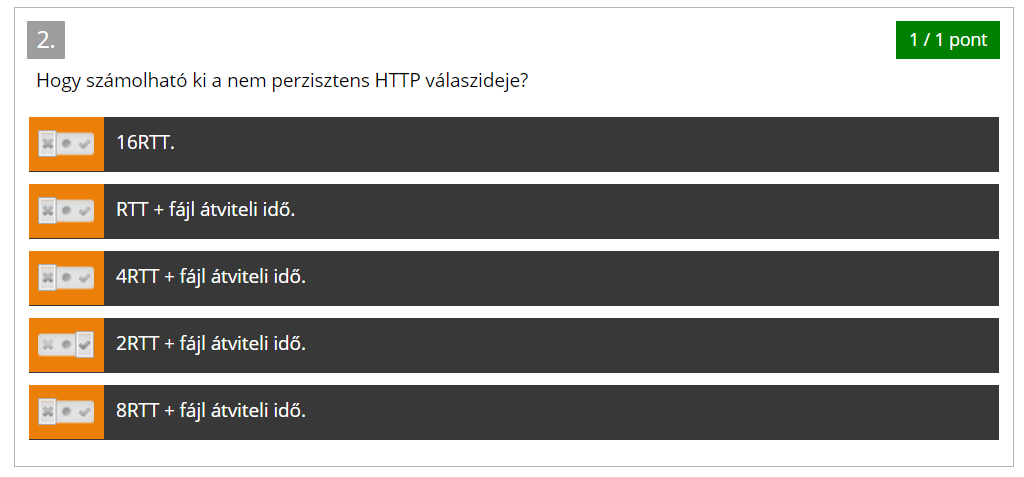 2.
1 / 1 pont
Hogy számolható ki a nem perzisztens HTTP válaszideje?
16RTT.
RTT + fájl átviteli idő.
4RTT + fájl átviteli idő.
2RTT + fájl átviteli idő.
8RTT + fájl átviteli idő.